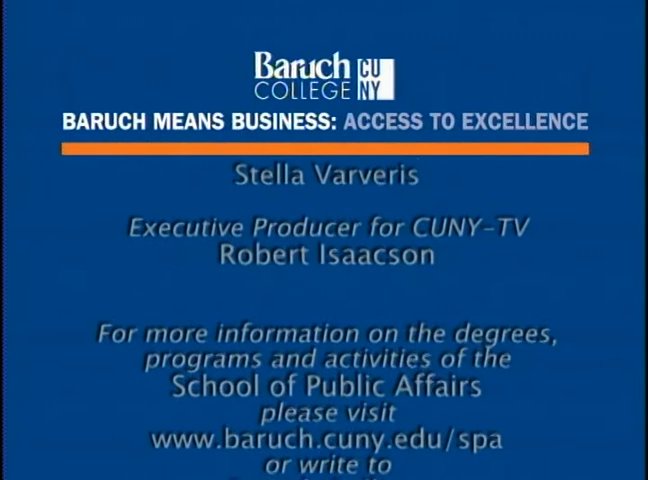 Baruch CU
COLLEGE NY
BARUCH MEANS BUSINESS: ACCESS TO EXCELLENCE
Stella Varveris
Executive Producer for CUNY-TV
Robert Isaacson
For more information on the degrees,
programs and activities of the
School of Public Affairs
please visit
www.baruch.cuny.edu/spa
or write to